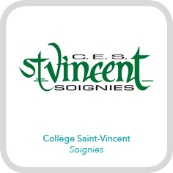 C.E.S.
St Vincent
SOIGNIES
Collège Saint-Vincent
Soignies